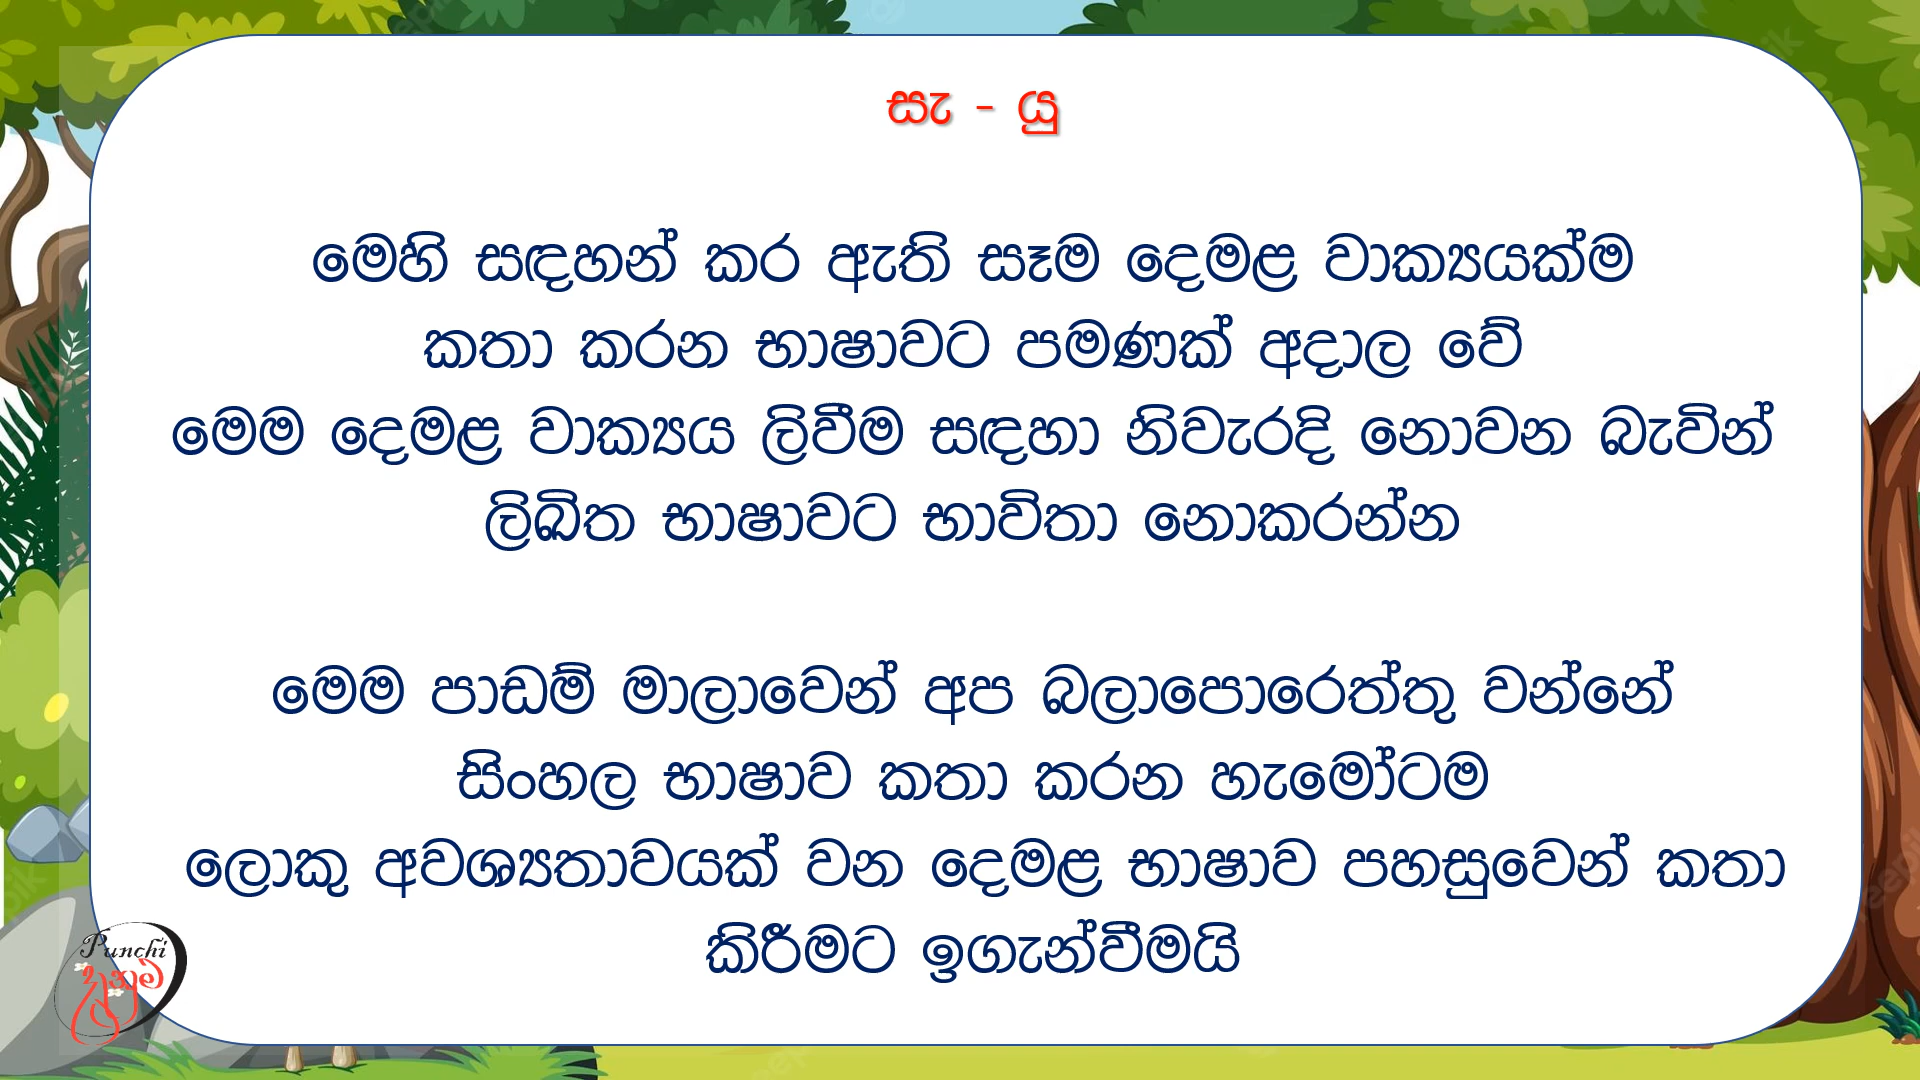 සැ - යු
මෙහි සඳහන් කර ඇති සෑම දෙමළ වාක්‍යයක්ම
කතා කරන භාෂාවට පමණක් අදාල වේ
මෙම දෙමළ වාක්‍යය ලිවීම සඳහා නිවැරදි නොවන බැවින්
ලිඛිත භාෂාවට භාවිතා නොකරන්න
මෙම පාඩම් මාලාවෙන් අප බලාපොරෙත්තු වන්නේ
සිංහල භාෂාව කතා කරන හැමෝටම
ලොකු අවශ්‍යතාවයක් වන දෙමළ භාෂාව පහසුවෙන් කතා
කිරීමට ඉගැන්වීමයි
Punchi